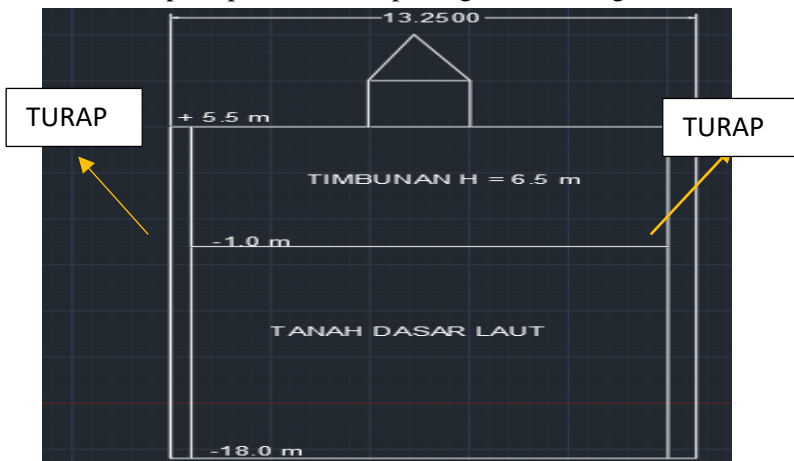 13.2500
TURAP
+ 5.5 m
TURAP
TIMBUNAN H = 6.5 m
-1.0 m
TANAH DASAR LAUT
-18.0 m